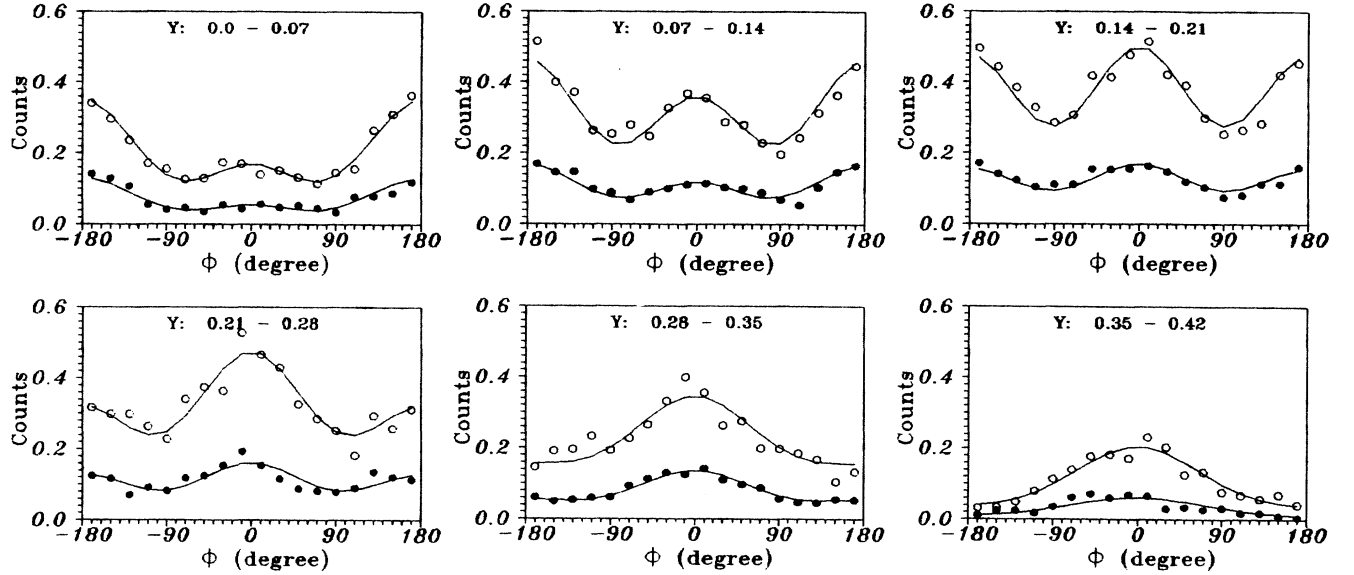 0.6 Y: 0.0 - 0.07
0.4
0.2
0.0
Counts
-180 -90 0 90 180
Φ (degree)
0.6 Y: 0.07 - 0.14
0.4
0.2
0.0
Counts
-180 -90 0 90 180
Φ (degree)
0.6 Y: 0.14 - 0.21
0.4
0.2
0.0
Counts
-180 -90 0 90 180
Φ (degree)
0.6 Y: 0.21 - 0.28
0.4
0.2
0.0
Counts
-180 -90 0 90 180
Φ (degree)
0.6 Y: 0.28 - 0.35
0.4
0.2
0.0
Counts
-180 -90 0 90 180
Φ (degree)
0.6 Y: 0.35 - 0.42
0.4
0.2
0.0
Counts
-180 -90 0 90 180
Φ (degree)